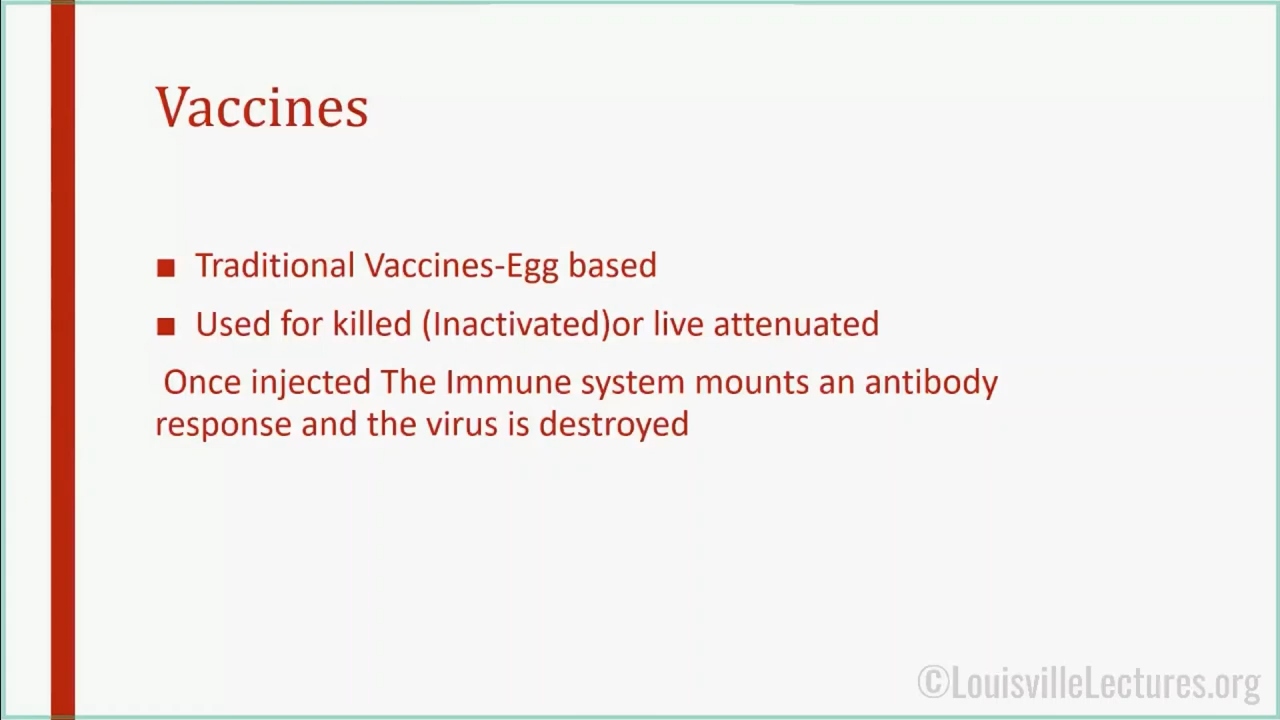 Vaccines
■ Traditional Vaccines-Egg based
■ Used for killed (Inactivated)or live attenuated
Once injected The Immune system mounts an antibody
response and the virus is destroyed
©LouisvilleLectures.org